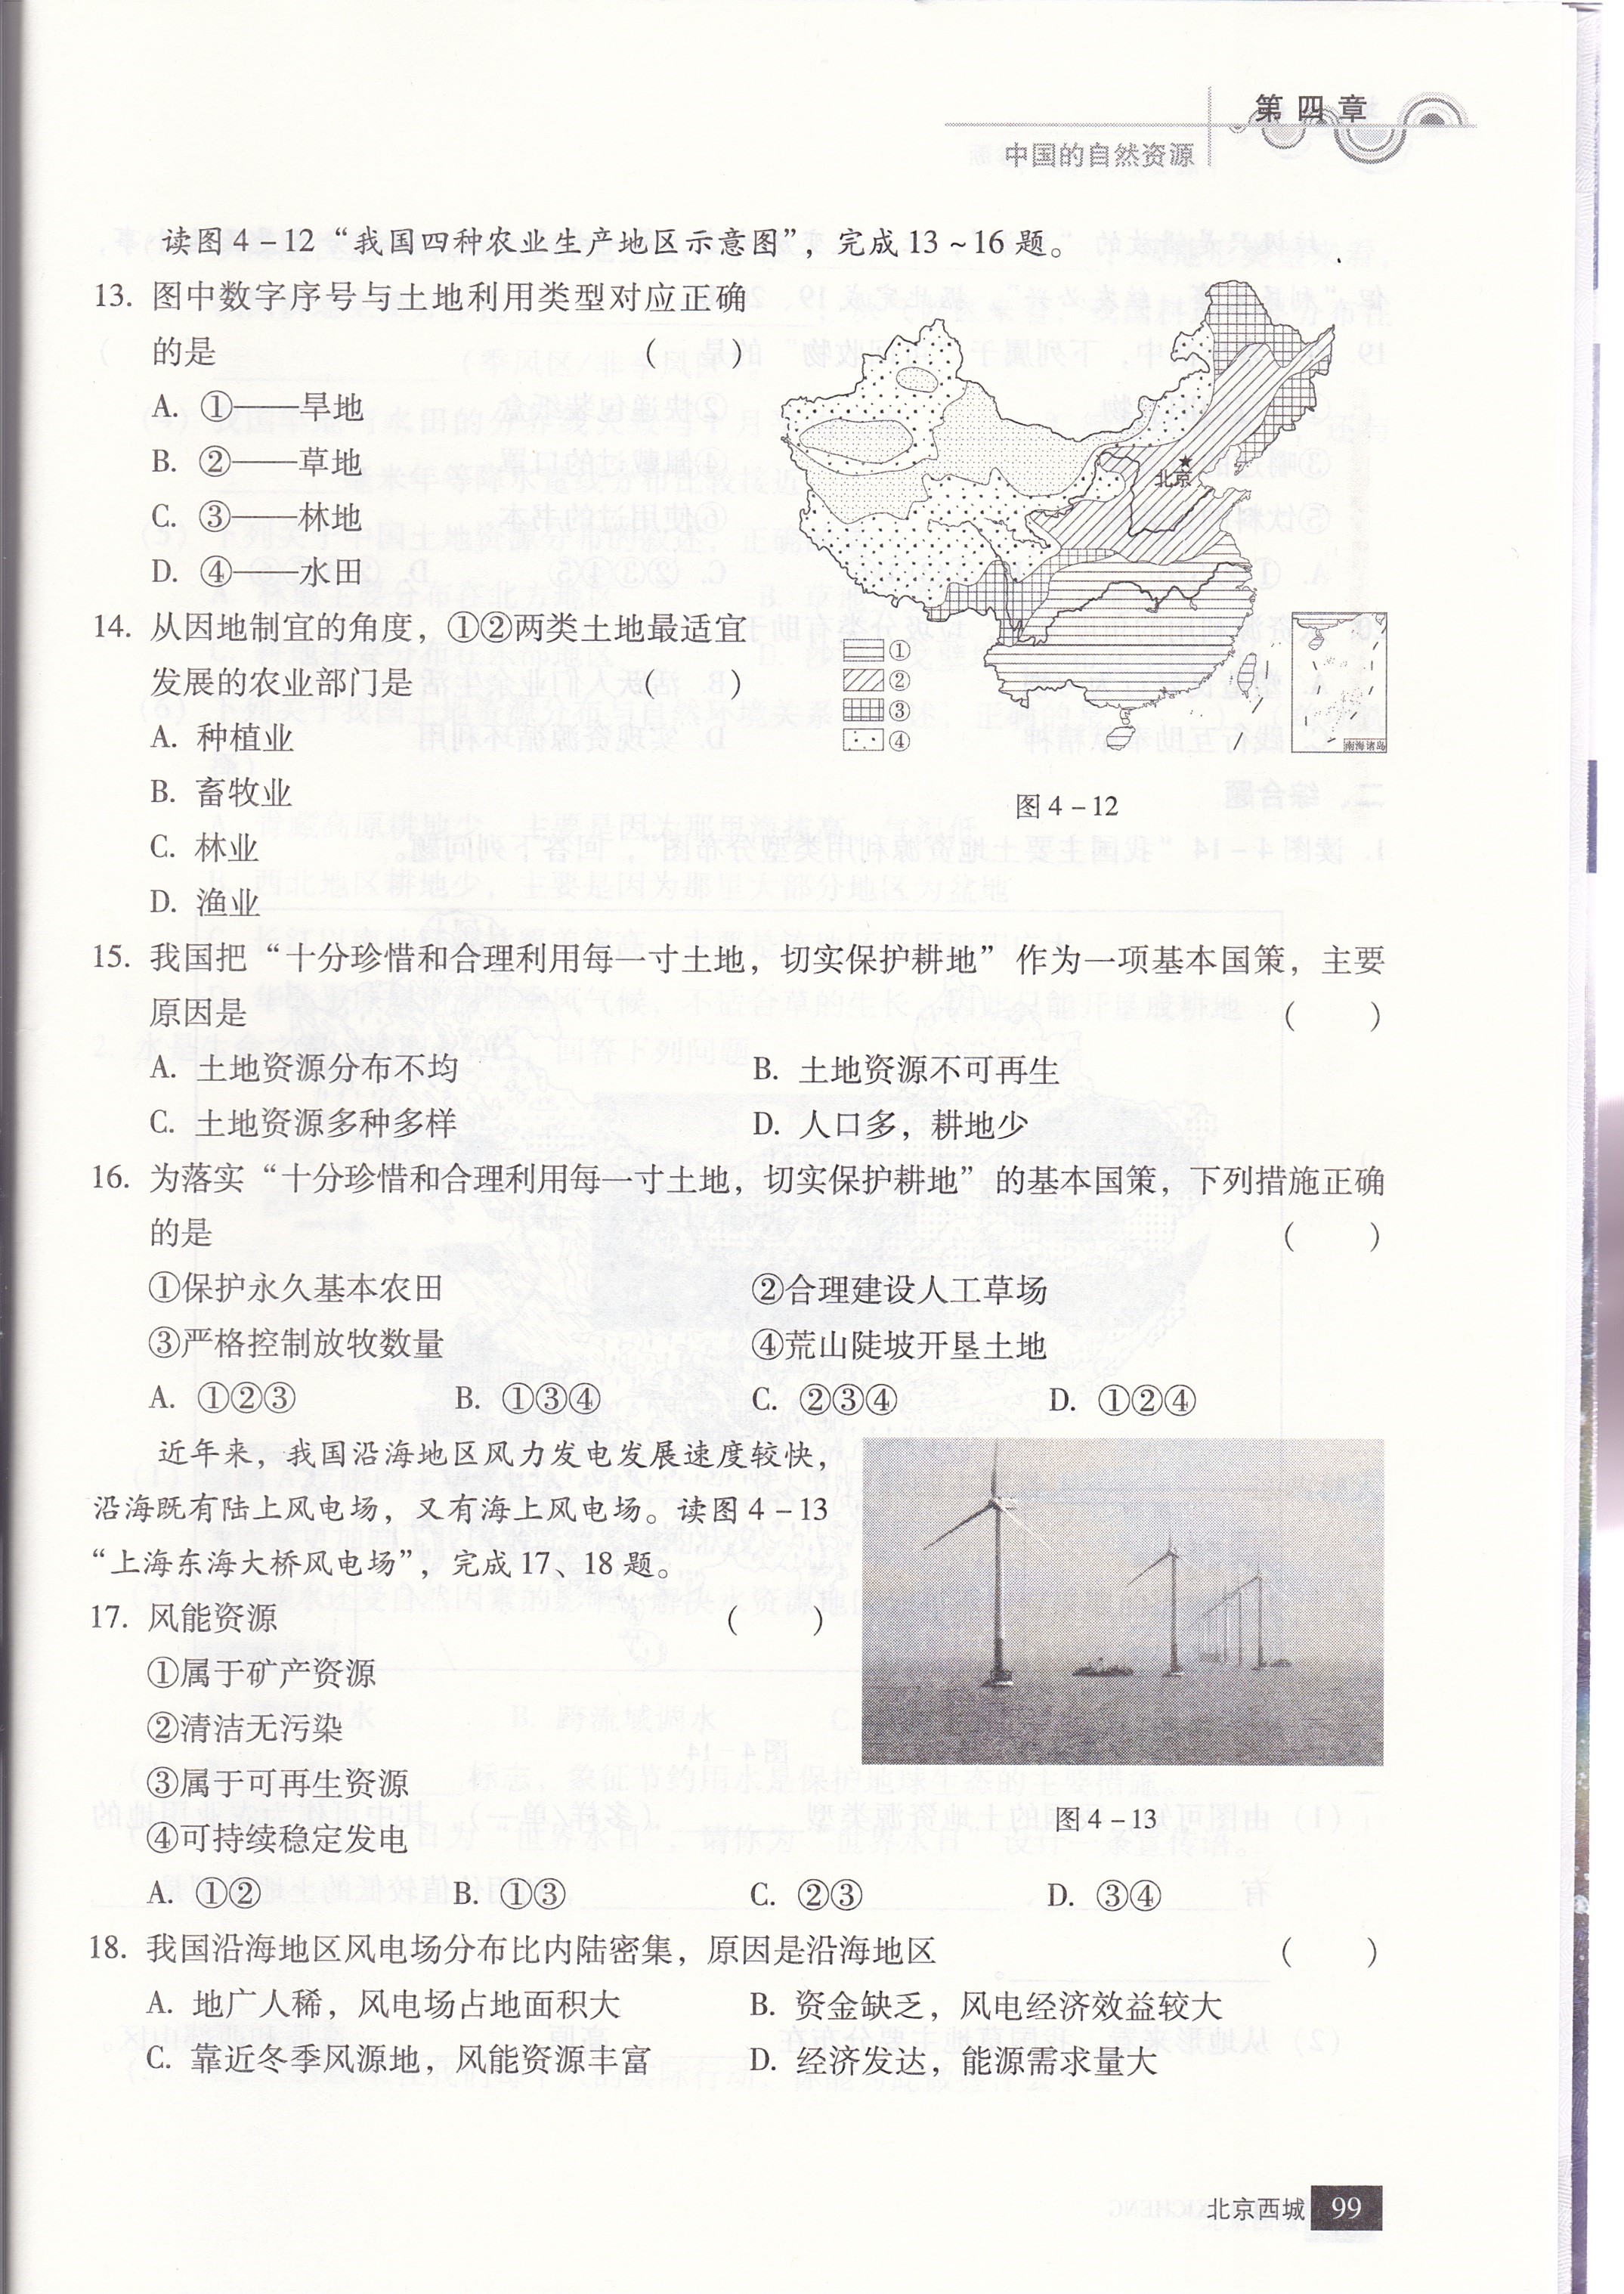 第四章
中国的自然资源
读图4-12“我国四种农业生产地区示意图”，完成13~16题。
13. 图中数字序号与土地利用类型对应正确
的是 （ ）
A. ①——旱地
B. ②——草地
C. ③——林地
D. ④——水田
14. 从因地制宜的角度，①②两类土地最适宜
发展的农业部门是 （ ）
A. 种植业
B. 畜牧业
C. 林业
D. 渔业
北京
①
②
③
④
南海诸岛
图4-12
15. 我国把“十分珍惜和合理利用每一寸土地，切实保护耕地”作为一项基本国策，主要
原因是 （ ）
A. 土地资源分布不均 B. 土地资源不可再生
C. 土地资源多种多样 D. 人口多，耕地少
16. 为落实“十分珍惜和合理利用每一寸土地，切实保护耕地”的基本国策，下列措施正确
的是 （ ）
①保护永久基本农田 ②合理建设人工草场
③严格控制放牧数量 ④荒山陡坡开垦土地
A. ①②③ B. ①③④ C. ②③④ D. ①②④
近年来，我国沿海地区风力发电发展速度较快，
沿海既有陆上风电场，又有海上风电场。读图4-13
“上海东海大桥风电场”，完成17、18题。
17. 风能资源 （ ）
①属于矿产资源
②清洁无污染
③属于可再生资源
④可持续稳定发电
图4-13
A. ①② B. ①③ C. ②③ D. ③④
18. 我国沿海地区风电场分布比内陆密集，原因是沿海地区 （ ）
A. 地广人稀，风电场占地面积大 B. 资金缺乏，风电经济效益较大
C. 靠近冬季风源地，风能资源丰富 D. 经济发达，能源需求量大
北京西城 99